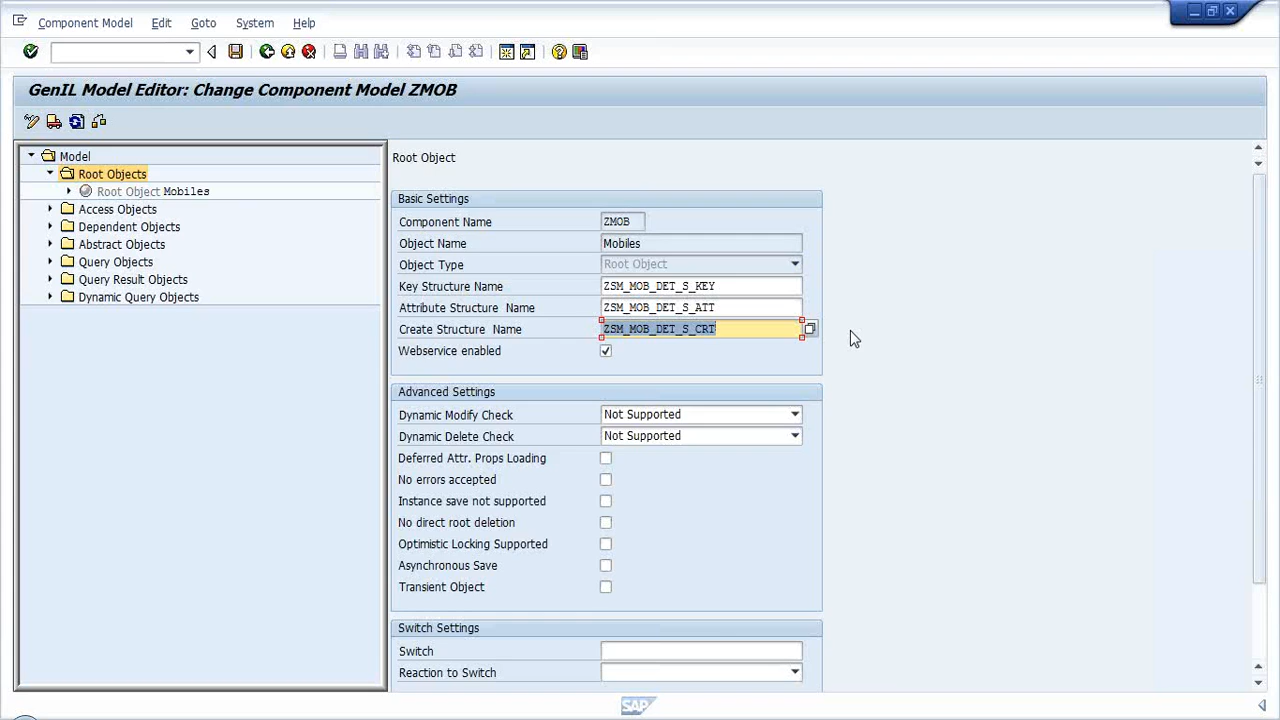 Component Model Edit Goto System Help
GenIL Model Editor: Change Component Model ZMOB
Model
Root Objects
Root Object Mobiles
Access Objects
Dependent Objects
Abstract Objects
Query Objects
Query Result Objects
Dynamic Query Objects
Root Object
Basic Settings
Component Name ZMOB
Object Name Mobiles
Object Type Root Object
Key Structure Name ZSM_MOB_DET_S_KEY
Attribute Structure Name ZSM_MOB_DET_S_ATT
Create Structure Name ZSM_MOB_DET_S_CRT
Webservice enabled
Advanced Settings
Dynamic Modify Check Not Supported
Dynamic Delete Check Not Supported
Deferred Attr. Props Loading
No errors accepted
Instance save not supported
No direct root deletion
Optimistic Locking Supported
Asynchronous Save
Transient Object
Switch Settings
Switch
Reaction to Switch
SAP